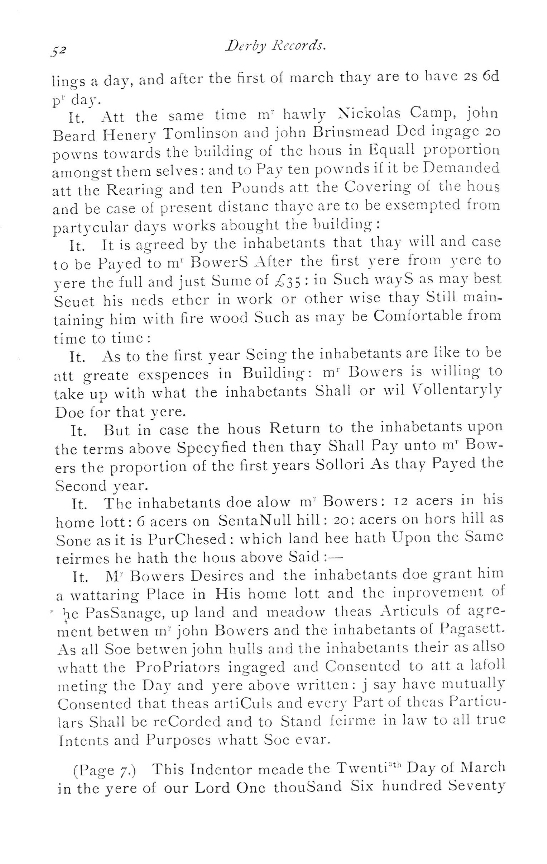 52
Derby Records.
lings a day, and after the first of march thay are to have 2s 6d
pr day.
It. Att the same time mr hawly Nickolas Camp, john
Beard Henery Tomlinson and john Brinsmead Ded ingage 20
powns towards the building of the hous in Equall proportion
amongst them selves: and to Pay ten pownds if it be Demanded
att the Rearing and ten Pounds att the Covering of the hous
and be case of present distanc thaye are to be exsempted from
partycular days works abought the building:
It. It is agreed by the inhabetants that thay will and case
to be Payed to mr BowerS After the first yere from yere to
yere the full and just Sume of £35: in Such wayS as may best
Seuet his neds ether in work or other wise thay Still main-
taining him with fire wood Such as may be Comfortable from
time to time:
It. As to the first year Seing the inhabetants are like to be
att greate exspences in Building: mr Bowers is willing to
take up with what the inhabetants Shall or wil Vollentaryly
Doe for that yere.
It. But in case the hous Return to the inhabetants upon
the terms above Specyfied then thay Shall Pay unto mr Bow-
ers the proportion of the first years Sollori As thay Payed the
Second year.
It. The inhabetants doe alow mr Bowers: 12 acers in his
home lott: 6 acers on SentaNull hill: 20: acers on hors hill as
Sone as it is PurChesed: which land hee hath Upon the Same
teirmes he hath the hous above Said:—
It. Mr Bowers Desires and the inhabetants doe grant him
a wattaring Place in His home lott and the inprovement of
he PasSanage, up land and meadow theas Articuls of agre-
ment betwen mr john Bowers and the inhabetants of Pagasett.
As all Soe betwen john hulls and the inhabetants their as allso
whatt the ProPriators ingaged and Consented to att a lafoll
meting the Day and yere above written: j say have mutually
Consented that theas artiCuls and every Part of theas Particu-
lars Shall be reCorded and to Stand feirme in law to all true
Intents and Purposes whatt Soe evar.
(Page 7.) This Indentor meade the Twenti Day of March
in the yere of our Lord One thouSand Six hundred Seventy